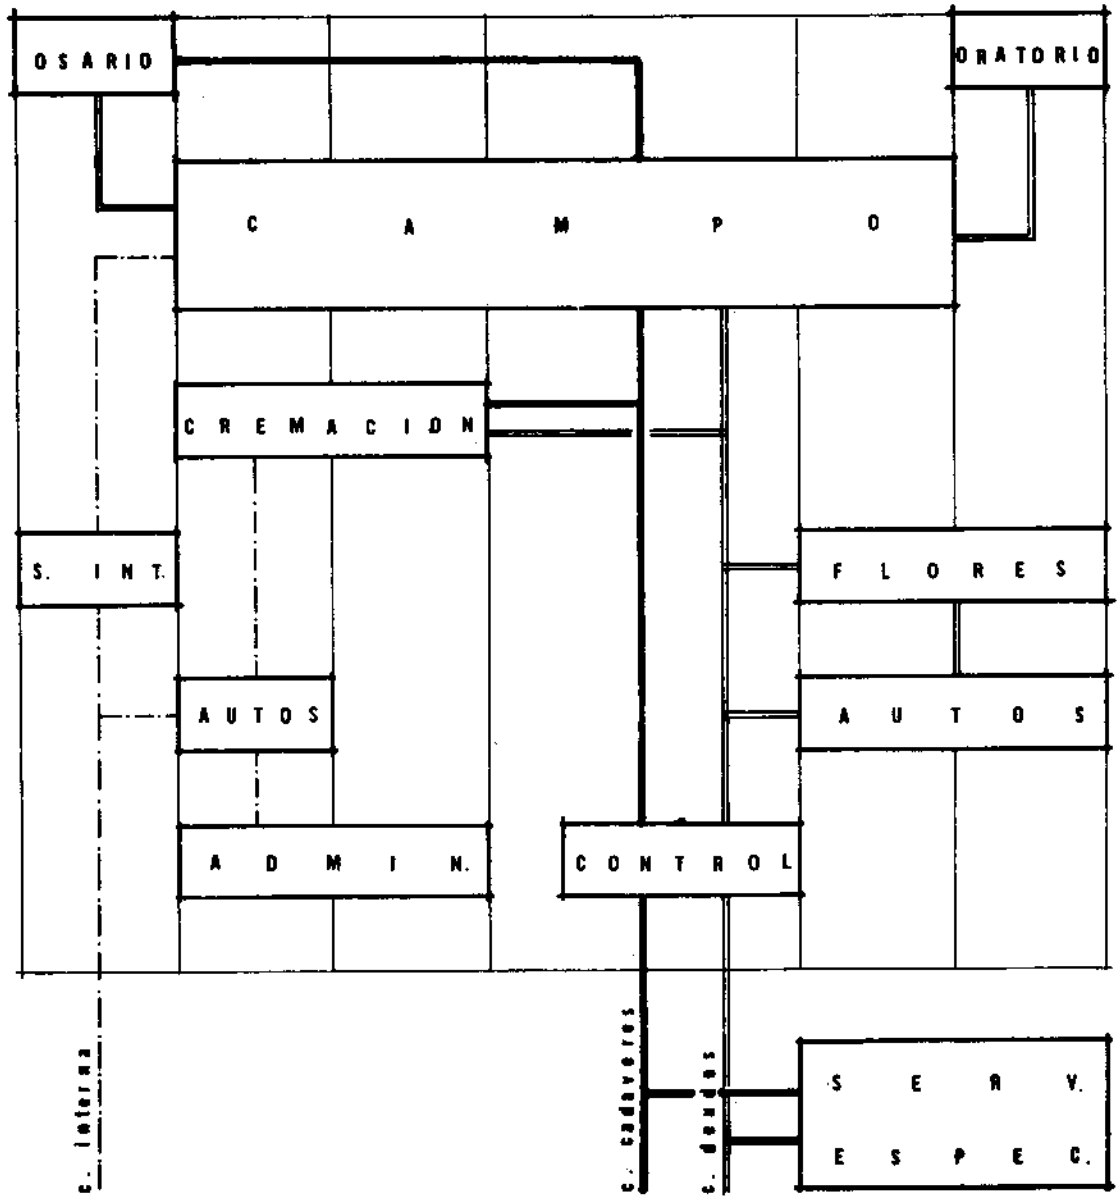 OSARIO
ORATORIO
CAMPO
CREMACION
S. INT.
FLORES
AUTOS
AUTOS
ADMIN.
CONTROL
c. interna
c. cadaveres
c. deudos
SERV.
ESPEC.